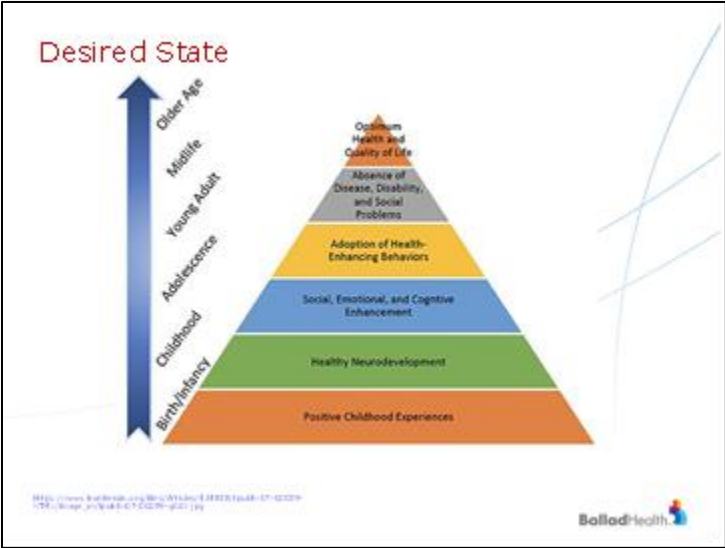 Desired State
Older Age
Midlife
Young Adult
Adolescence
Childhood
Birth/Infancy
Optimum
Health and
Quality of Life
Absence of
Disease, Disability,
and Social
Problems
Adoption of Health-
Enhancing Behaviors
Social, Emotional, and Cogntive
Enhancement
Healthy Neurodevelopment
Positive Childhood Experiences
BalladHealth